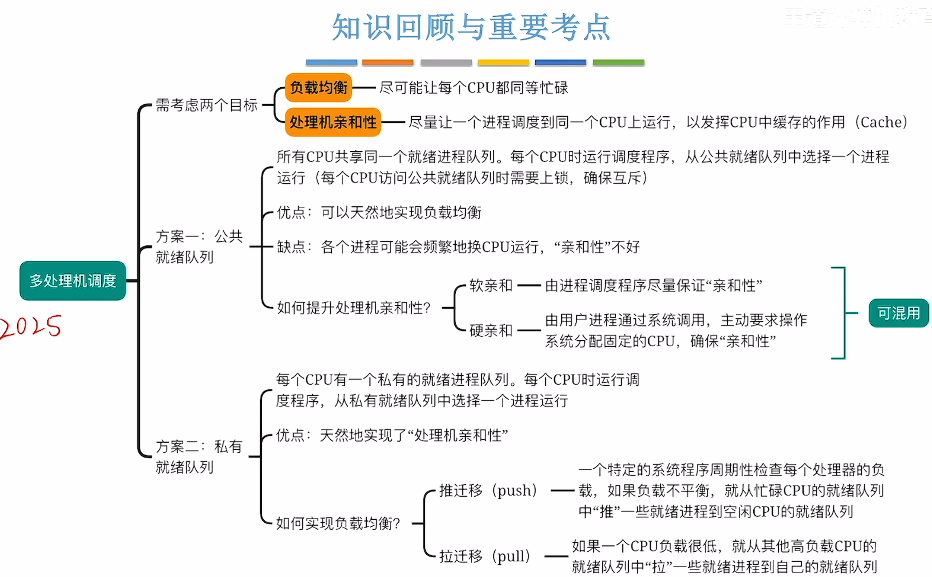 知识回顾与重要考点
多处理机调度
2025
需考虑两个目标
负载均衡
尽可能让每个CPU都同等忙碌
处理机亲和性
尽量让一个进程调度到同一个CPU上运行，以发挥CPU中缓存的作用（Cache）
方案一：公共
就绪队列
所有CPU共享同一个就绪进程队列。每个CPU时运行调度程序，从公共就绪队列中选择一个进程
运行（每个CPU访问公共就绪队列时需要上锁，确保互斥）
优点：可以天然地实现负载均衡
缺点：各个进程可能会频繁地换CPU运行，“亲和性”不好
如何提升处理机亲和性？
软亲和
由进程调度程序尽量保证“亲和性”
硬亲和
由用户进程通过系统调用，主动要求操作
系统分配固定的CPU，确保“亲和性”
可混用
方案二：私有
就绪队列
每个CPU有一个私有的就绪进程队列。每个CPU时运行调
度程序，从私有就绪队列中选择一个进程运行
优点：天然地实现了“处理机亲和性”
如何实现负载均衡？
推迁移（push）
一个特定的系统程序周期性检查每个处理器的负
载，如果负载不平衡，就从忙碌CPU的就绪队列
中“推”一些就绪进程到空闲CPU的就绪队列
拉迁移（pull）
如果一个CPU负载很低，就从其他高负载CPU的
就绪队列中“拉”一些就绪进程到自己的就绪队列